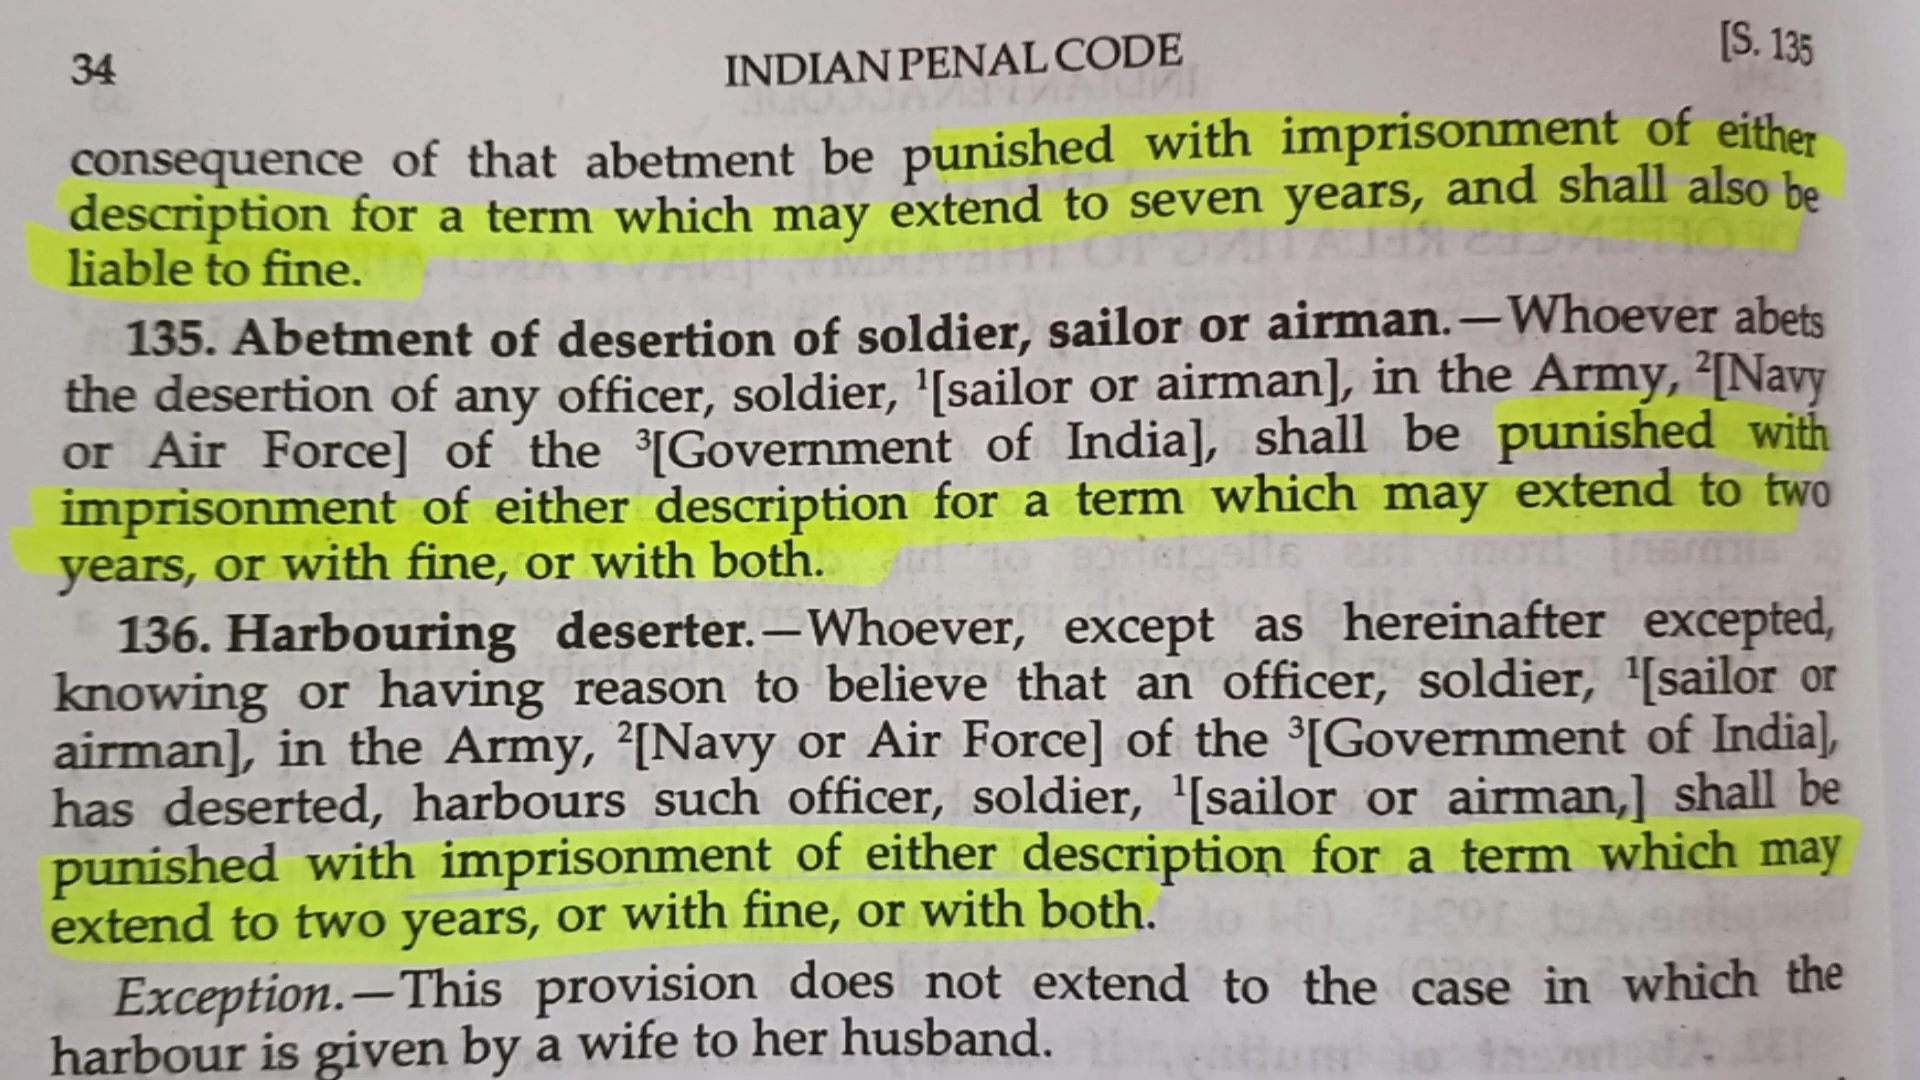 34 INDIAN PENAL CODE [S. 135
consequence of that abetment be punished with imprisonment of either
description for a term which may extend to seven years, and shall also be
liable to fine.
135. Abetment of desertion of soldier, sailor or airman.—Whoever abets
the desertion of any officer, soldier, ¹[sailor or airman], in the Army, ²[Navy
or Air Force] of the ³[Government of India], shall be punished with
imprisonment of either description for a term which may extend to two
years, or with fine, or with both.
136. Harbouring deserter.—Whoever, except as hereinafter excepted,
knowing or having reason to believe that an officer, soldier, ¹[sailor or
airman], in the Army, ²[Navy or Air Force] of the ³[Government of India],
has deserted, harbours such officer, soldier, ¹[sailor or airman,] shall be
punished with imprisonment of either description for a term which may
extend to two years, or with fine, or with both.
Exception.—This provision does not extend to the case in which the
harbour is given by a wife to her husband.